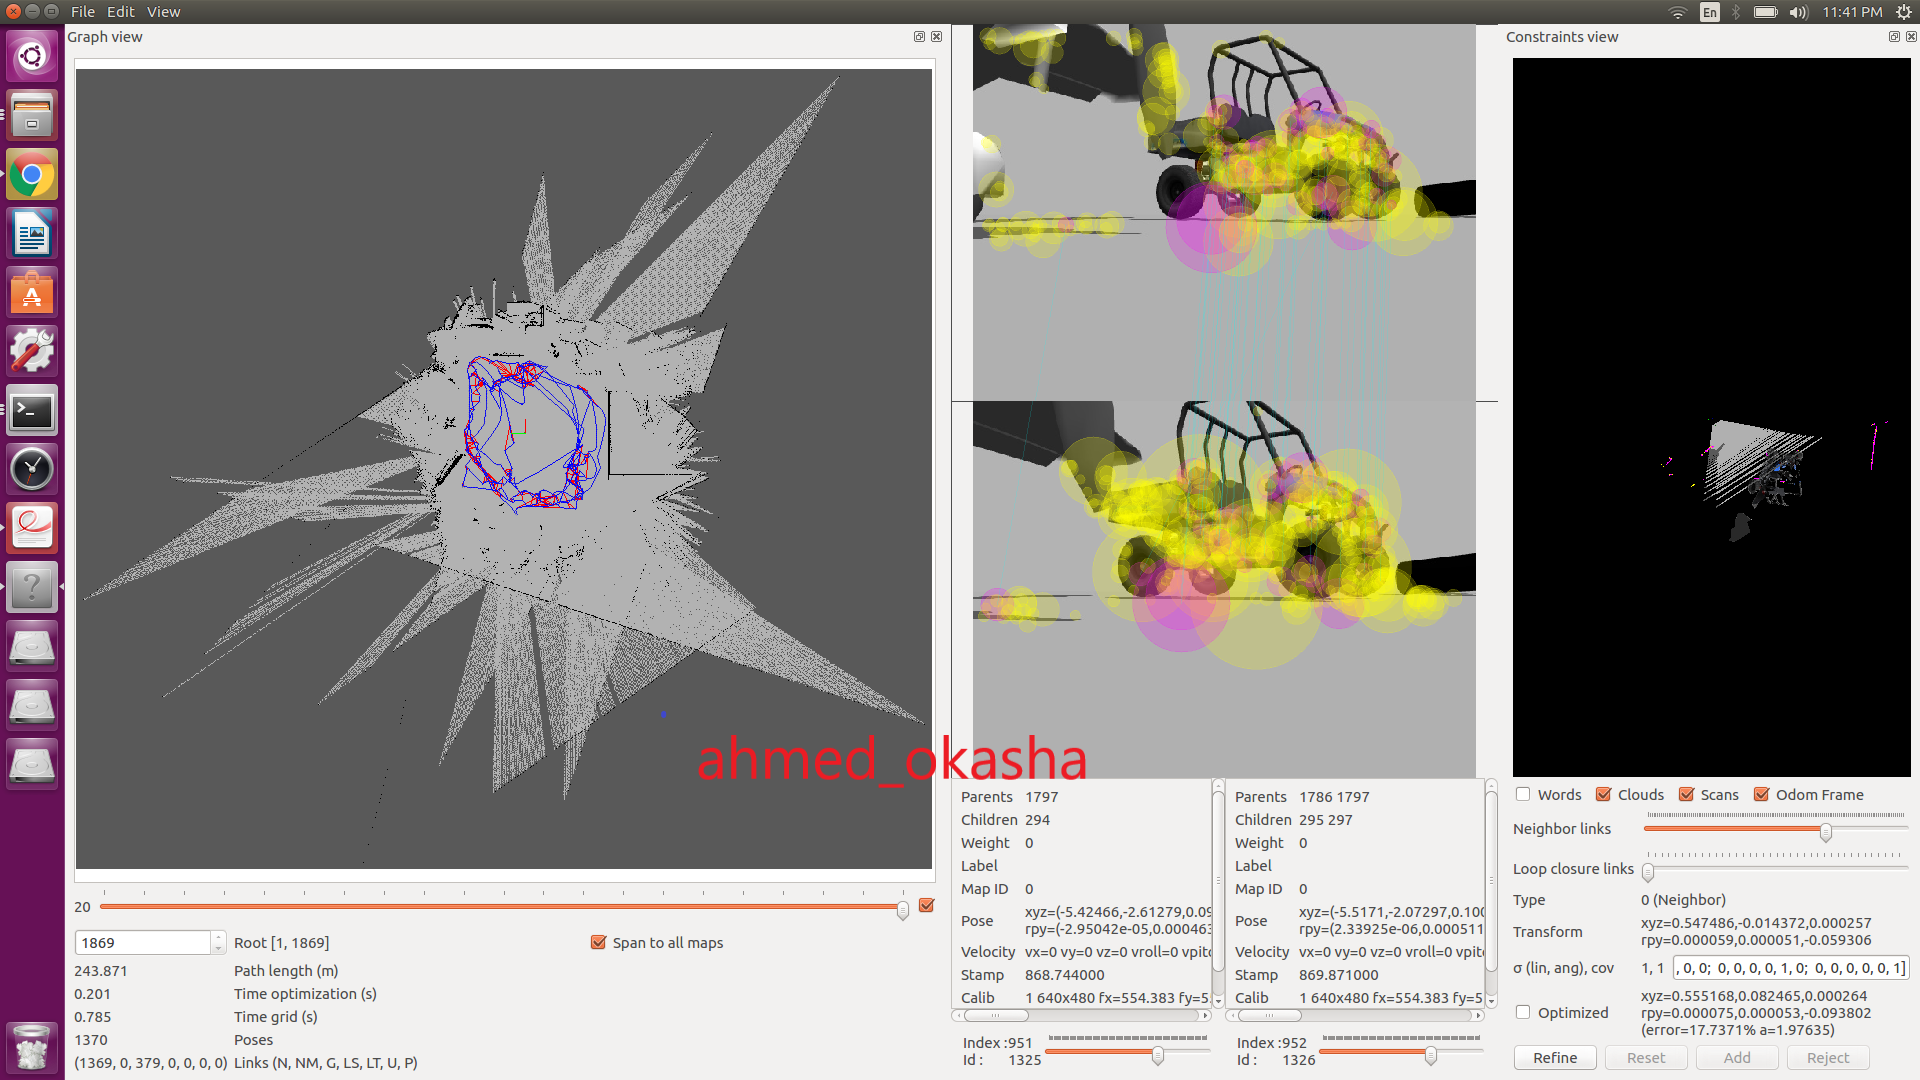 File Edit View
En
11:41 PM
Graph view
Constraints view
ahmed_okasha
20
1869
Root [1, 1869]
Span to all maps
243.871 Path length (m)
0.201 Time optimization (s)
0.785 Time grid (s)
1370 Poses
(1369, 0, 379, 0, 0, 0, 0) Links (N, NM, G, LS, LT, U, P)
Parents 1797
Children 294
Weight 0
Label
Map ID 0
Pose xyz=(-5.42466,-2.61279,0.09
rpy=(-2.95042e-05,0.000463
Velocity vx=0 vy=0 vz=0 vroll=0 vpitc
Stamp 868.744000
Calib 1 640x480 fx=554.383 fy=5
Index :951
Id : 1325
Parents 1786 1797
Children 295 297
Weight 0
Label
Map ID 0
Pose xyz=(-5.5171,-2.07297,0.100
rpy=(2.33925e-06,0.000511
Velocity vx=0 vy=0 vz=0 vroll=0 vpit
Stamp 869.871000
Calib 1 640x480 fx=554.383 fy=5
Index :952
Id : 1326
Words Clouds Scans Odom Frame
Neighbor links
Loop closure links
Type 0 (Neighbor)
Transform xyz=0.547486,-0.014372,0.000257
rpy=0.000059,0.000051,-0.059306
σ (lin, ang), cov 1, 1 , 0, 0; 0, 0, 0, 0, 1, 0; 0, 0, 0, 0, 0, 1]
Optimized xyz=0.555168,0.082465,0.000264
rpy=0.000075,0.000053,-0.093802
(error=17.7371% a=1.97635)
Refine Reset Add Reject